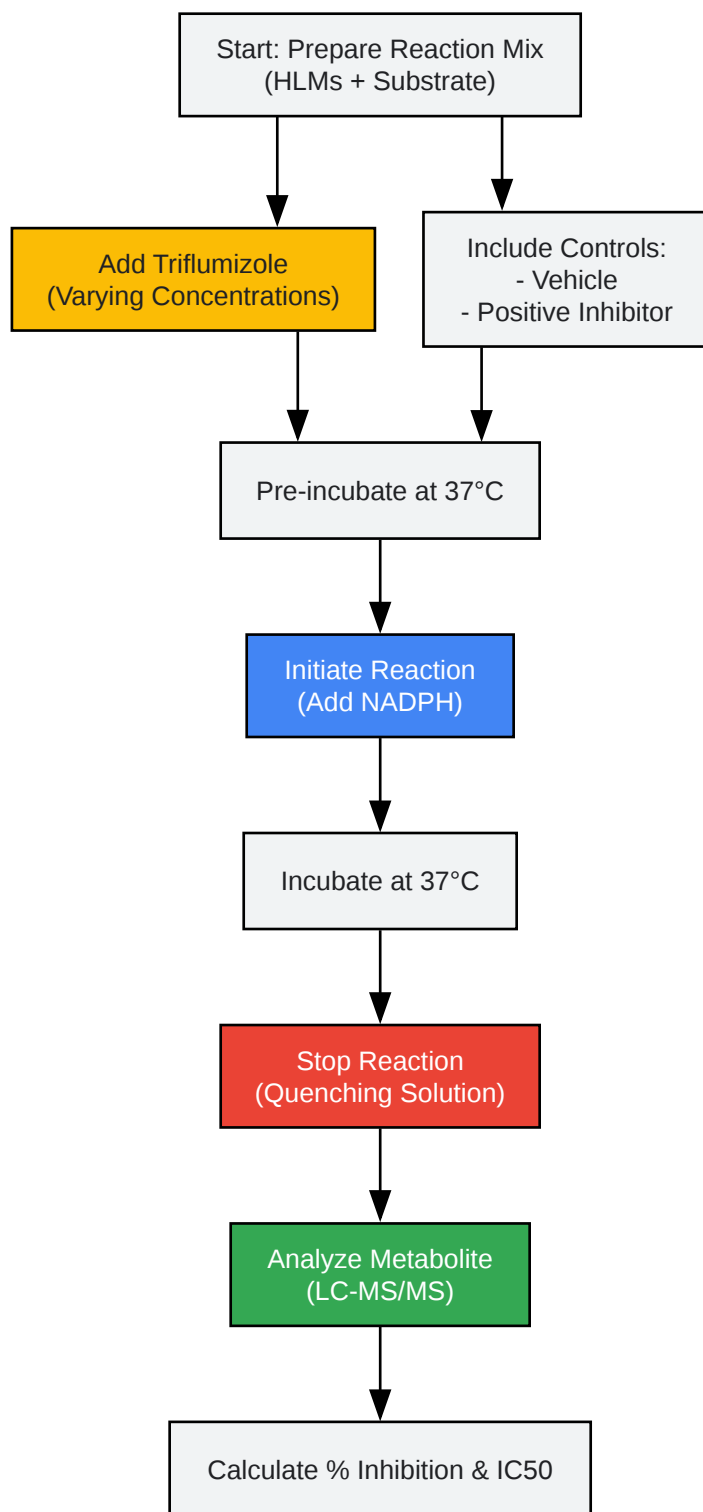 Start: Prepare Reaction Mix
(HLMs + Substrate)
Add Triflumizole
(Varying Concentrations)
Include Controls:
- Vehicle
- Positive Inhibitor
Pre-incubate at 37°C
Initiate Reaction
(Add NADPH)
Incubate at 37°C
Stop Reaction
(Quenching Solution)
Analyze Metabolite
(LC-MS/MS)
Calculate % Inhibition & IC50